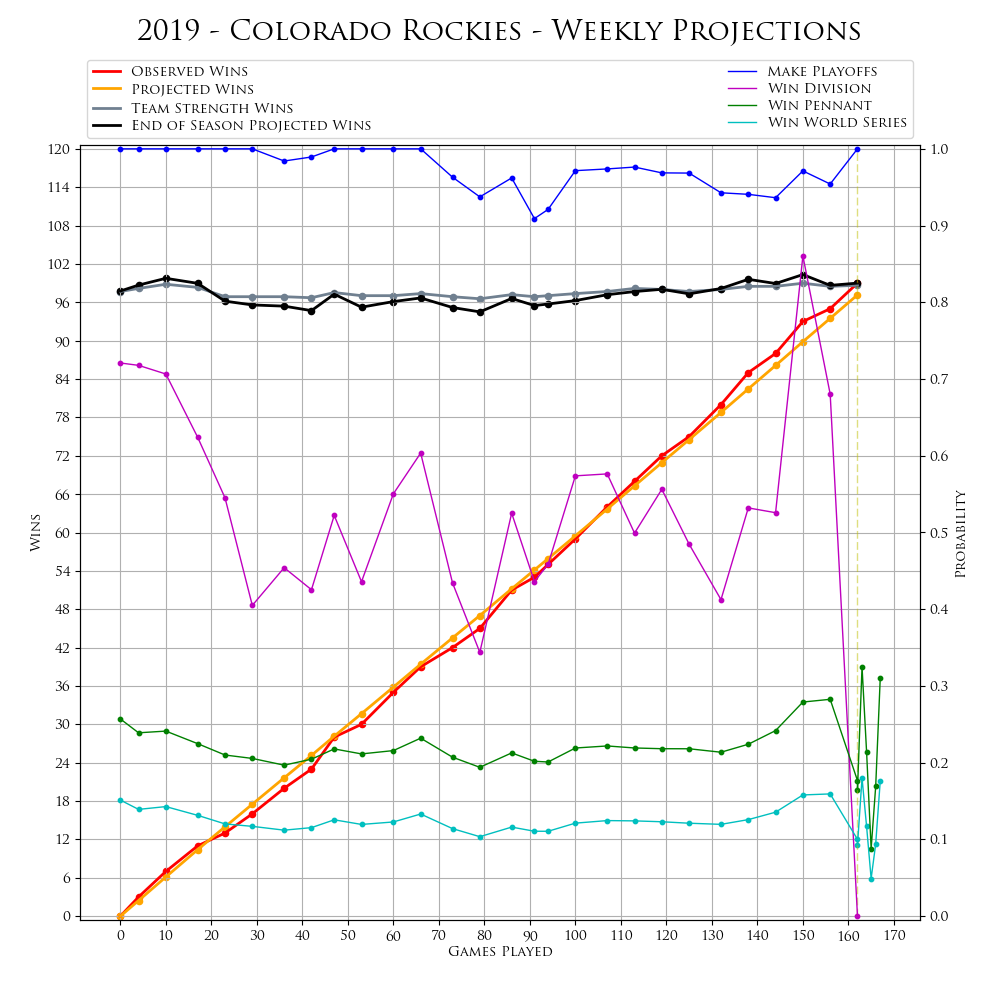 2019 - Colorado Rockies - Weekly Projections
Observed Wins
Projected Wins
Team Strength Wins
End of Season Projected Wins
Make Playoffs
Win Division
Win Pennant
Win World Series
120
114
108
102
96
90
84
78
72
66
60
54
48
42
36
30
24
18
12
6
0
Wins
1.0
0.9
0.8
0.7
0.6
0.5
0.4
0.3
0.2
0.1
0.0
Probability
0 10 20 30 40 50 60 70 80 90 100 110 120 130 140 150 160 170
Games Played